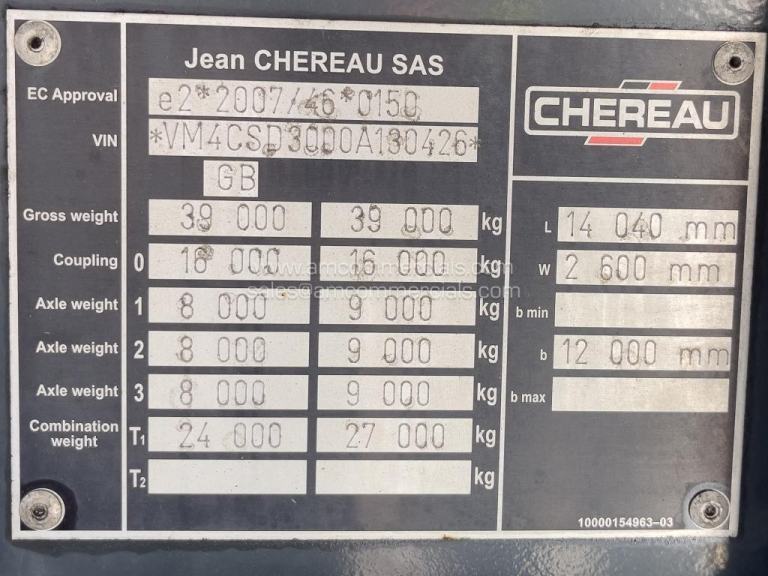 Jean CHEREAU SAS
EC Approval e2*2007/46*0150
VIN *VM4CSD3000A130426*
GB
Gross weight 39 000 39 000 kg
Coupling 0 16 000 16 000 kg
Axle weight 1 8 000 9 000 kg
Axle weight 2 8 000 9 000 kg
Axle weight 3 8 000 9 000 kg
Combination weight T1 24 000 27 000 kg
T2 kg
CHEREAU
L 14 040 mm
W 2 600 mm
b min
b 12 000 mm
b max
10000154963-03
www.amcommercials.com
sales@amcommercials.com